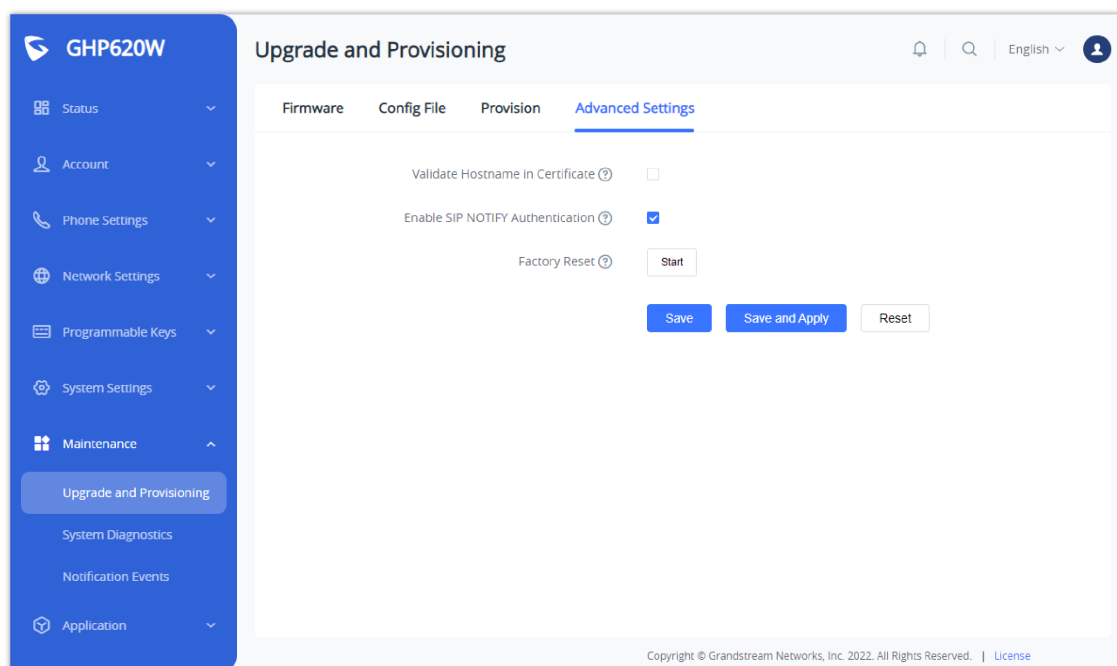 GHP620W
Upgrade and Provisioning
English
Status
Account
Phone Settings
Network Settings
Programmable Keys
System Settings
Maintenance
Upgrade and Provisioning
System Diagnostics
Notification Events
Application
Firmware Config File Provision Advanced Settings
Validate Hostname in Certificate ?
Enable SIP NOTIFY Authentication ?
Factory Reset ? Start
Save Save and Apply Reset
Copyright © Grandstream Networks, Inc. 2022. All Rights Reserved. | License